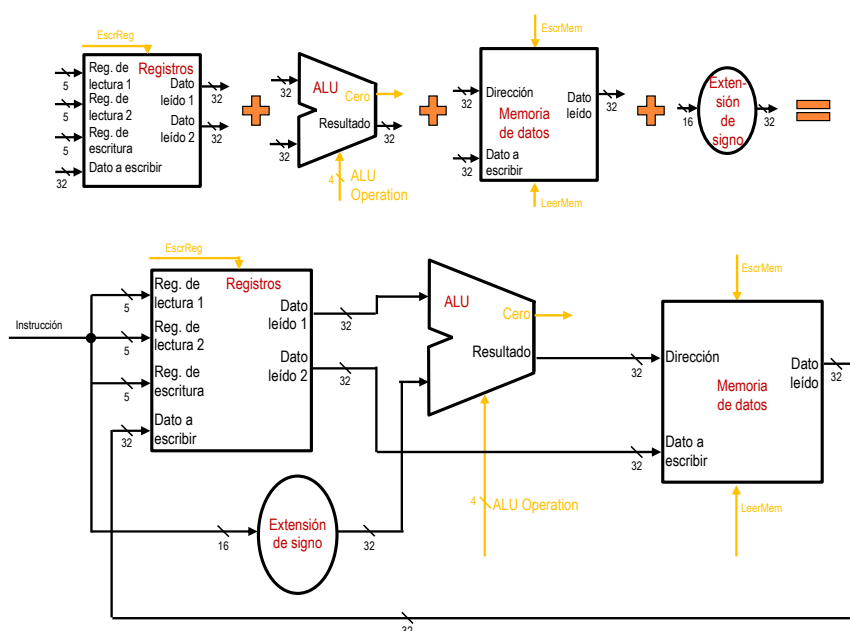 EscrReg
Reg. de
lectura 1
Registros
Dato
leído 1
Reg. de
lectura 2
Dato
leído 2
Reg. de
escritura
Dato a escribir
5
5
5
32
32
32
ALU
Cero
Resultado
32
32
32
4
ALU
Operation
EscrMem
Dirección
Dato
leído
Memoria
de datos
Dato a
escribir
32
32
32
LeerMem
Exten-
sión
de
signo
16
32
EscrReg
Instrucción
Reg. de
lectura 1
Registros
Dato
leído 1
Reg. de
lectura 2
Dato
leído 2
Reg. de
escritura
Dato a
escribir
5
5
5
32
32
32
ALU
Cero
Resultado
4
ALU Operation
Extensión
de signo
16
32
EscrMem
Dirección
Dato
leído
Memoria
de datos
Dato a
escribir
32
32
32
LeerMem
32